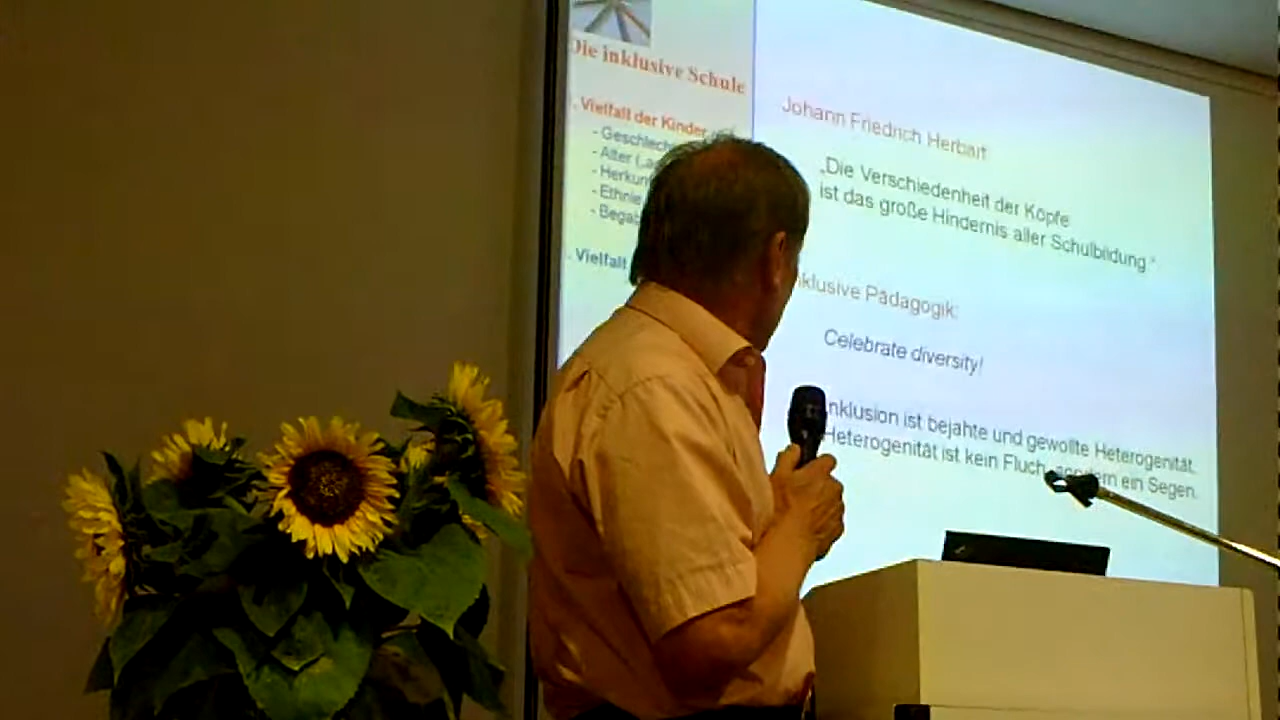 Die inklusive Schule
Vielfalt der Kinder
- Geschlech
- Alter
- Herkun
- Ethnie
- Bega
Vielfalt
Johann Friedrich Herbart
„Die Verschiedenheit der Köpfe
ist das große Hindernis aller Schulbildung.“
nklusive Pädagogik:
Celebrate diversity!
Inklusion ist bejahte und gewollte Heterogenität.
Heterogenität ist kein Fluch sondern ein Segen.